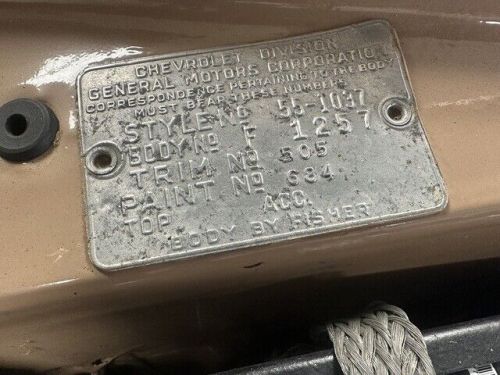 CHEVROLET DIVISION
GENERAL MOTORS CORPORATION
CORRESPONDENCE PERTAINING TO THE BODY
MUST BEAR THESE NUMBERS
STYLE NO 55-1037
BODY NO F 1257
TRIM NO 505
PAINT NO 684
TOP ACC.
BODY BY FISHER